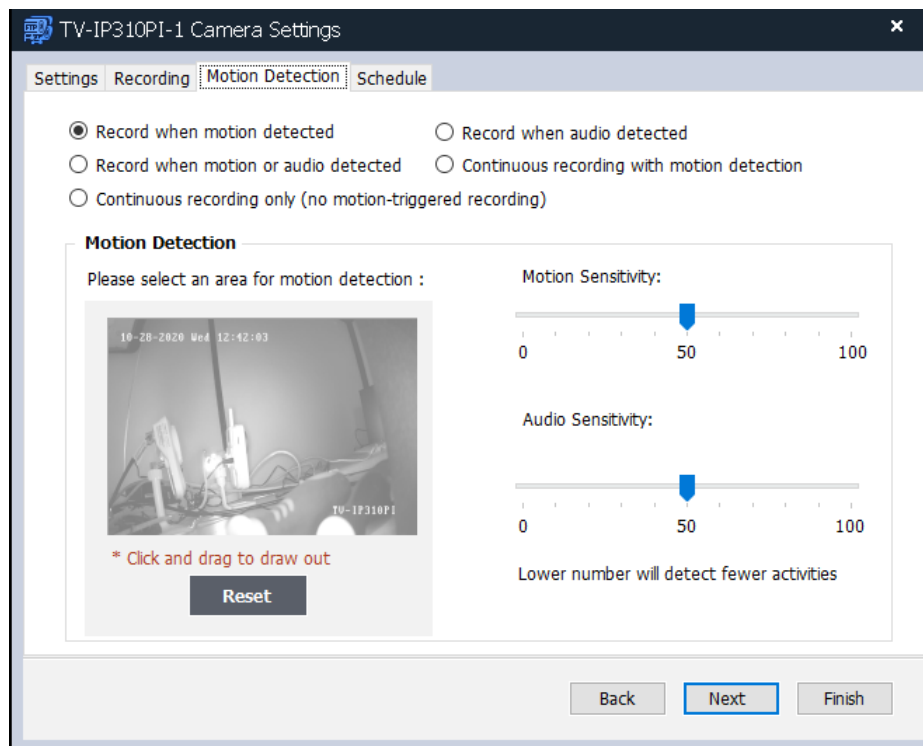 TV-IP310PI-1 Camera Settings
Settings Recording Motion Detection Schedule
Record when motion detected Record when audio detected
Record when motion or audio detected Continuous recording with motion detection
Continuous recording only (no motion-triggered recording)
Motion Detection
Please select an area for motion detection :
10-28-2020 Wed 12:42:03
TV-IP310PI
* Click and drag to draw out
Reset
Motion Sensitivity:
0 50 100
Audio Sensitivity:
0 50 100
Lower number will detect fewer activities
Back Next Finish